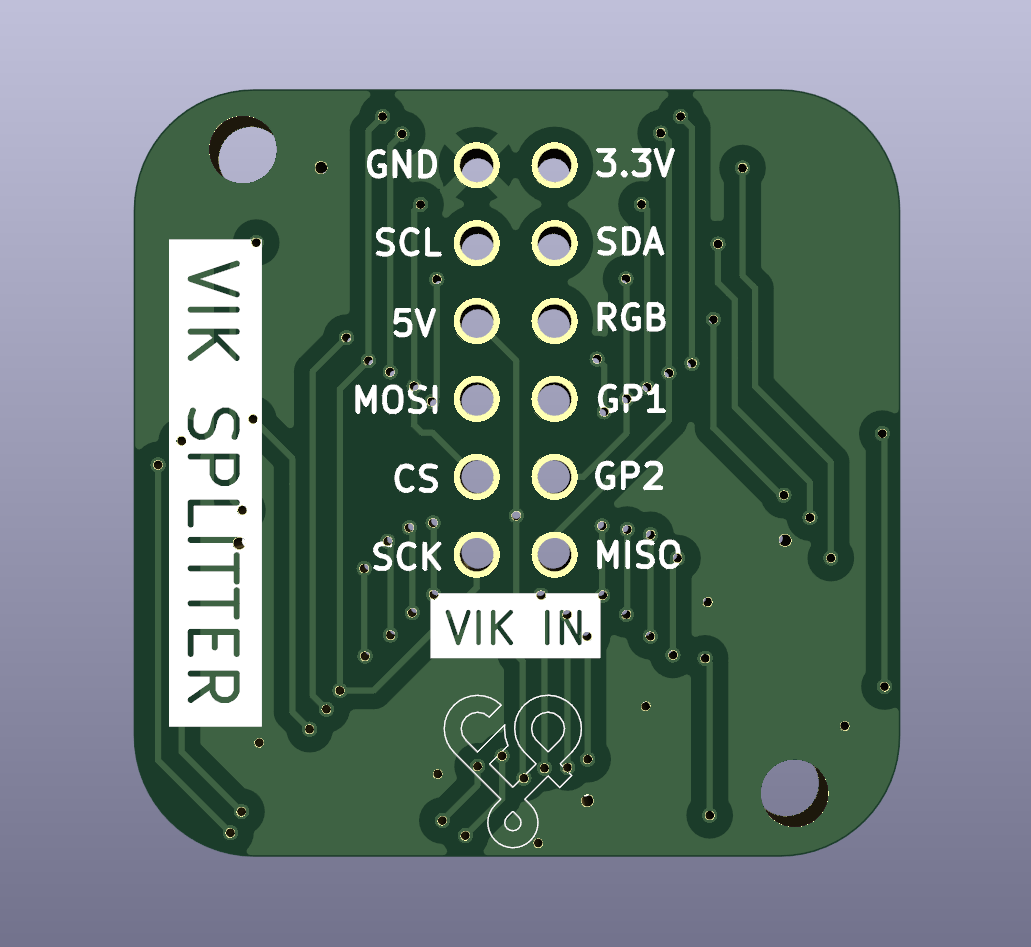 GND 3.3V
SCL SDA
5V RGB
MOSI GP1
CS GP2
SCK MISO
VIK IN
VIK SPLITTER